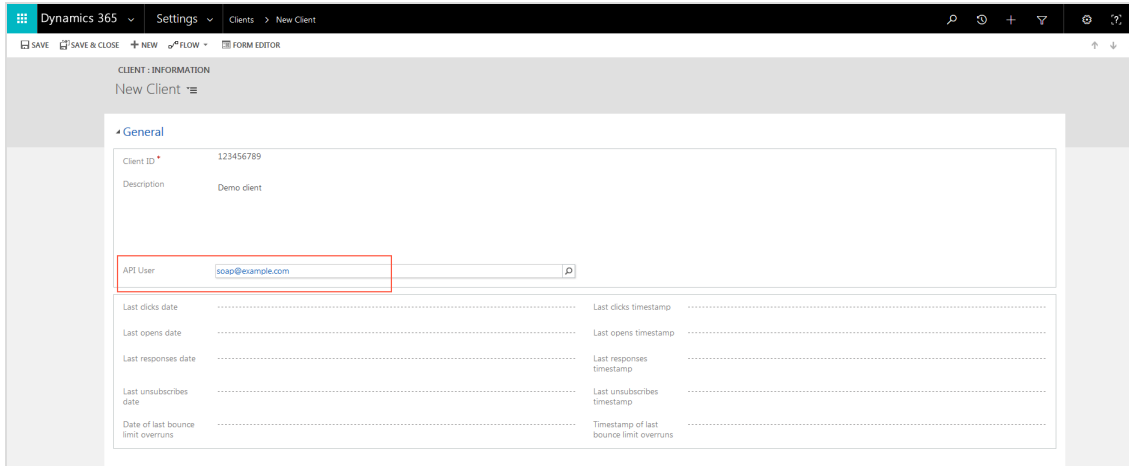 Dynamics 365 Settings Clients > New Client
SAVE SAVE & CLOSE + NEW FLOW FORM EDITOR
CLIENT : INFORMATION
New Client
General
Client ID * 123456789
Description Demo client
API User soap@example.com
Last clicks date Last clicks timestamp
Last opens date Last opens timestamp
Last responses date Last responses
timestamp
Last unsubscribes Last unsubscribes
date timestamp
Date of last bounce Timestamp of last
limit overruns bounce limit overruns